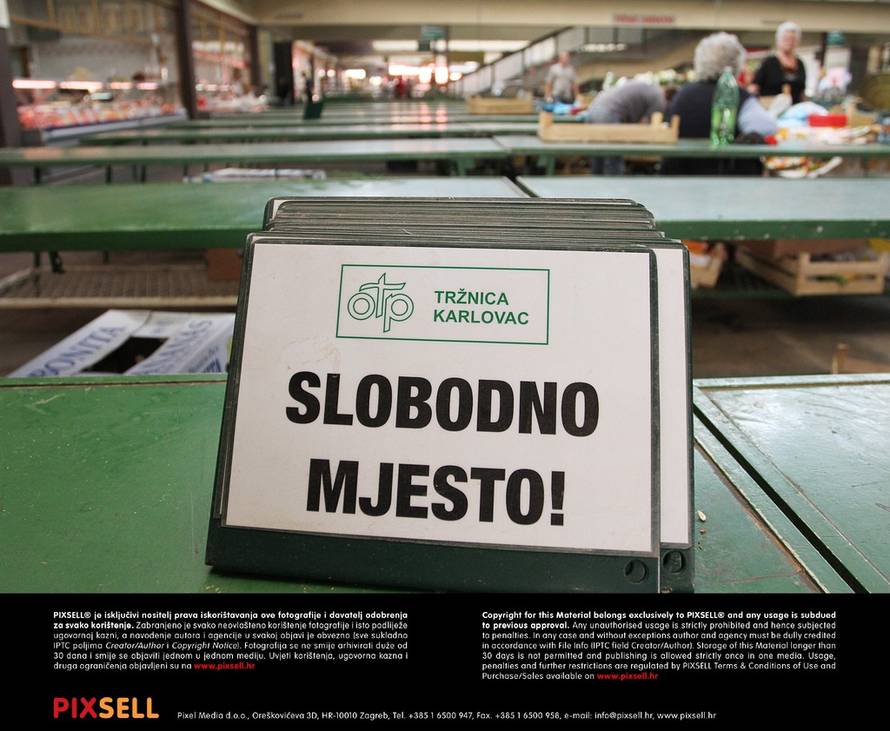 otp TRŽNICA
KARLOVAC
SLOBODNO
MJESTO!
BONITA
ANANAS
PIXSELL® je isključivi nositelj prava iskorištavanja ove fotografije i davatelj odobrenja
za svako korištenje. Zabranjeno je svako neovlašteno korištenje fotografije i isto podliježe
ugovornoj kazni, a navođenje autora i agencije u svakoj objavi je obvezno (sve sukladno
IPTC poljima Creator/Author i Copyright Notice). Fotografija se ne smije arhivirati duže od
30 dana i smije se objaviti jednom u jednom mediju. Uvjeti korištenja, ugovorna kazna i
druga ograničenja objavljeni su na www.pixsell.hr
Copyright for this Material belongs exclusively to PIXSELL® and any usage is subdued
to previous approval. Any unauthorised usage is strictly prohibited and hence subjected
to penalties. In any case and without exceptions author and agency must be dully credited
in accordance with File Info (IPTC field Creator/Author). Storage of this Material longer than
30 days is not permitted and publishing is allowed strictly once in one media. Usage,
penalties and further restrictions are regulated by PIXSELL Terms & Conditions of Use and
Purchase/Sales available on www.pixsell.hr
PIXSELL Pixel Media d.o.o., Oreškovićeva 3D, HR-10010 Zagreb, Tel. +385 1 6500 947, Fax. +385 1 6500 958, e-mail: info@pixsell.hr, www.pixsell.hr